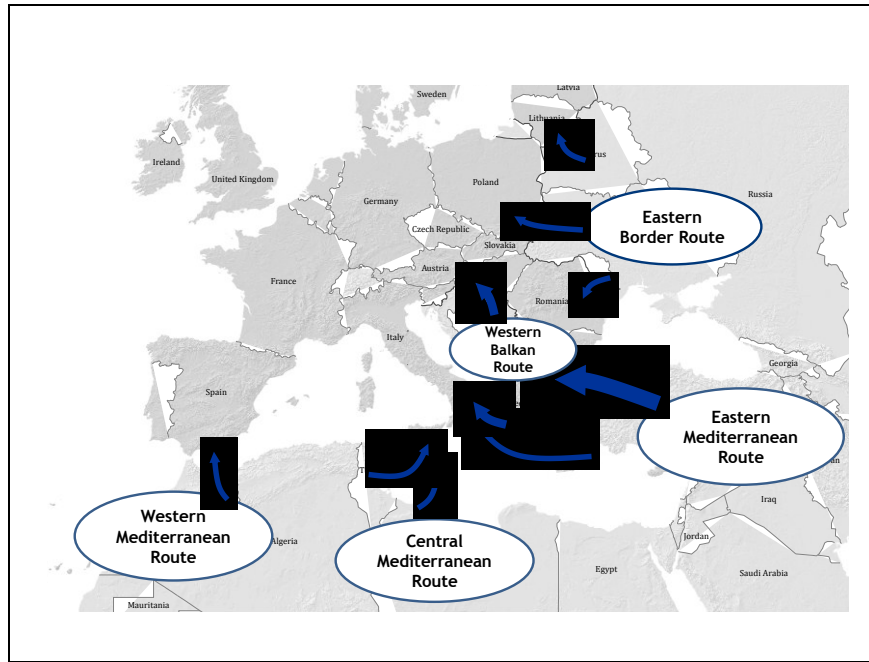 Latvia
Sweden
Lithuania
Ireland
United Kingdom
Poland
Russia
Germany
Eastern
Border Route
Czech Republic
Slovakia
Austria
France
Romania
Italy
Western
Balkan
Route
Georgia
Spain
Eastern
Mediterranean
Route
Iraq
Western
Mediterranean
Route
Algeria
Central
Mediterranean
Route
Jordan
Egypt
Saudi Arabia
Mauritania